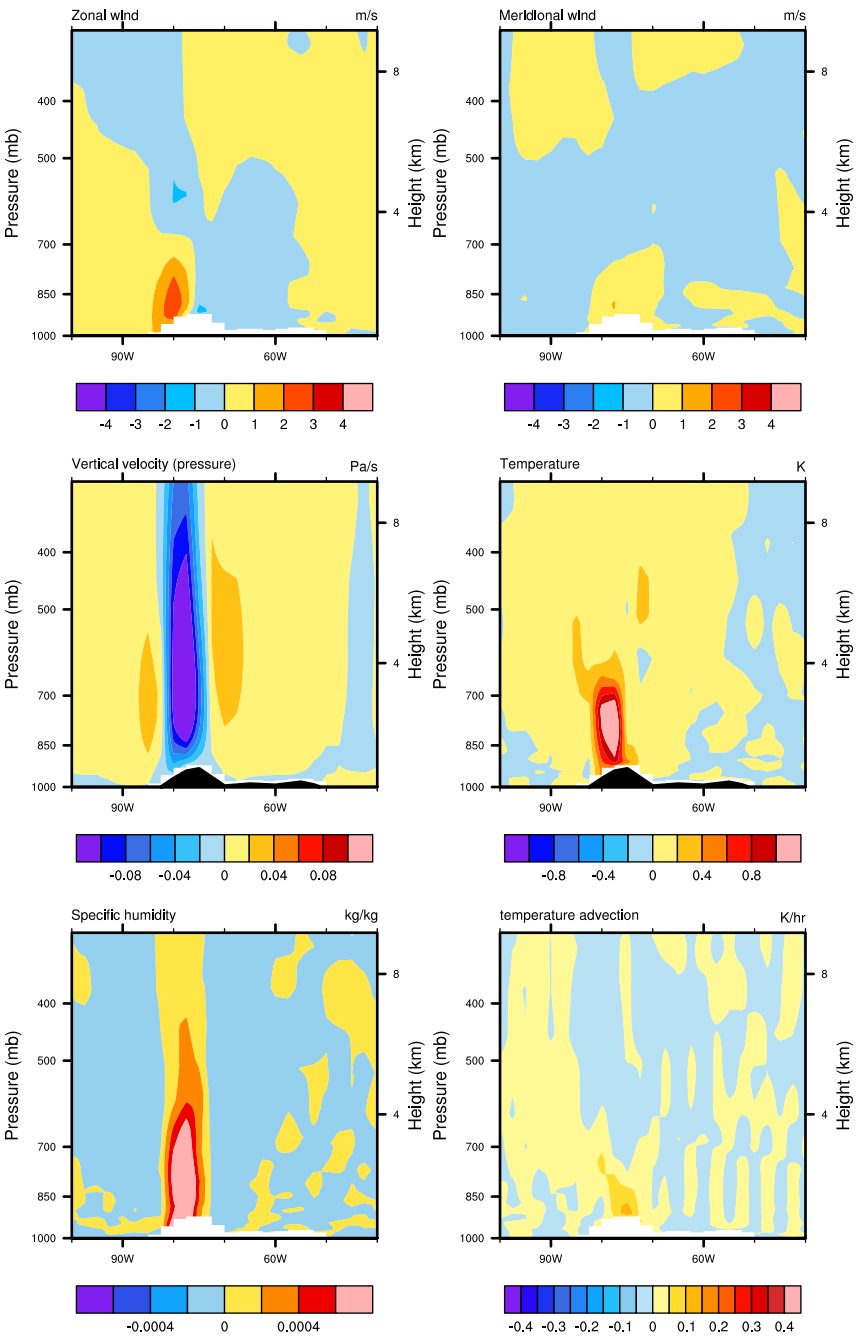 Zonal wind m/s
400
500
700
850
1000
8
4
90W 60W
Pressure (mb)
Height (km)
-4 -3 -2 -1 0 1 2 3 4
Meridional wind m/s
400
500
700
850
1000
8
4
90W 60W
Pressure (mb)
Height (km)
-4 -3 -2 -1 0 1 2 3 4
Vertical velocity (pressure) Pa/s
400
500
700
850
1000
8
4
90W 60W
Pressure (mb)
Height (km)
-0.08 -0.04 0 0.04 0.08
Temperature K
400
500
700
850
1000
8
4
90W 60W
Pressure (mb)
Height (km)
-0.8 -0.4 0 0.4 0.8
Specific humidity kg/kg
400
500
700
850
1000
8
4
90W 60W
Pressure (mb)
Height (km)
-0.0004 0 0.0004
temperature advection K/hr
400
500
700
850
1000
8
4
90W 60W
Pressure (mb)
Height (km)
-0.4 -0.3 -0.2 -0.1 0 0.1 0.2 0.3 0.4